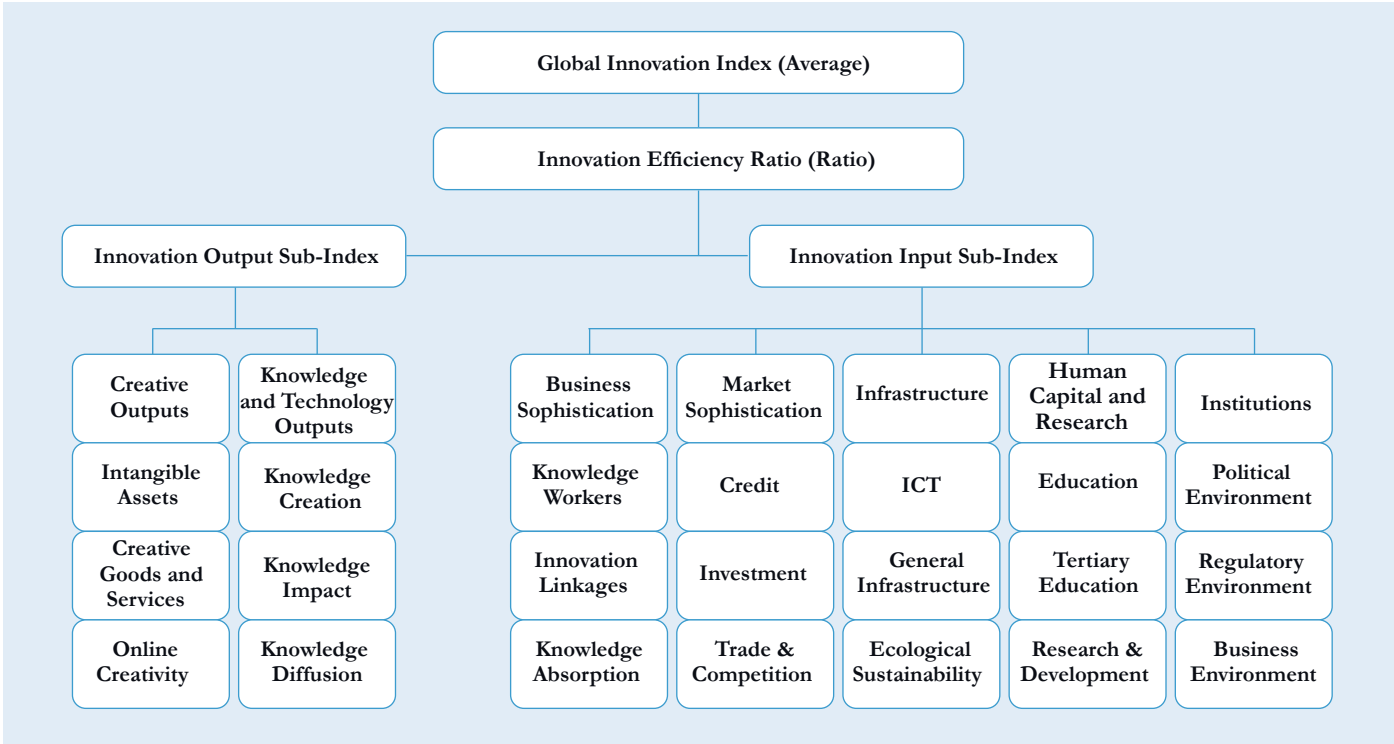 Global Innovation Index (Average)
Innovation Efficiency Ratio (Ratio)
Innovation Output Sub-Index
Innovation Input Sub-Index
Creative
Outputs
Knowledge
and Technology
Outputs
Business
Sophistication
Market
Sophistication
Infrastructure
Human
Capital and
Research
Institutions
Intangible
Assets
Knowledge
Creation
Knowledge
Workers
Credit
ICT
Education
Political
Environment
Creative
Goods and
Services
Knowledge
Impact
Innovation
Linkages
Investment
General
Infrastructure
Tertiary
Education
Regulatory
Environment
Online
Creativity
Knowledge
Diffusion
Knowledge
Absorption
Trade &
Competition
Ecological
Sustainability
Research &
Development
Business
Environment